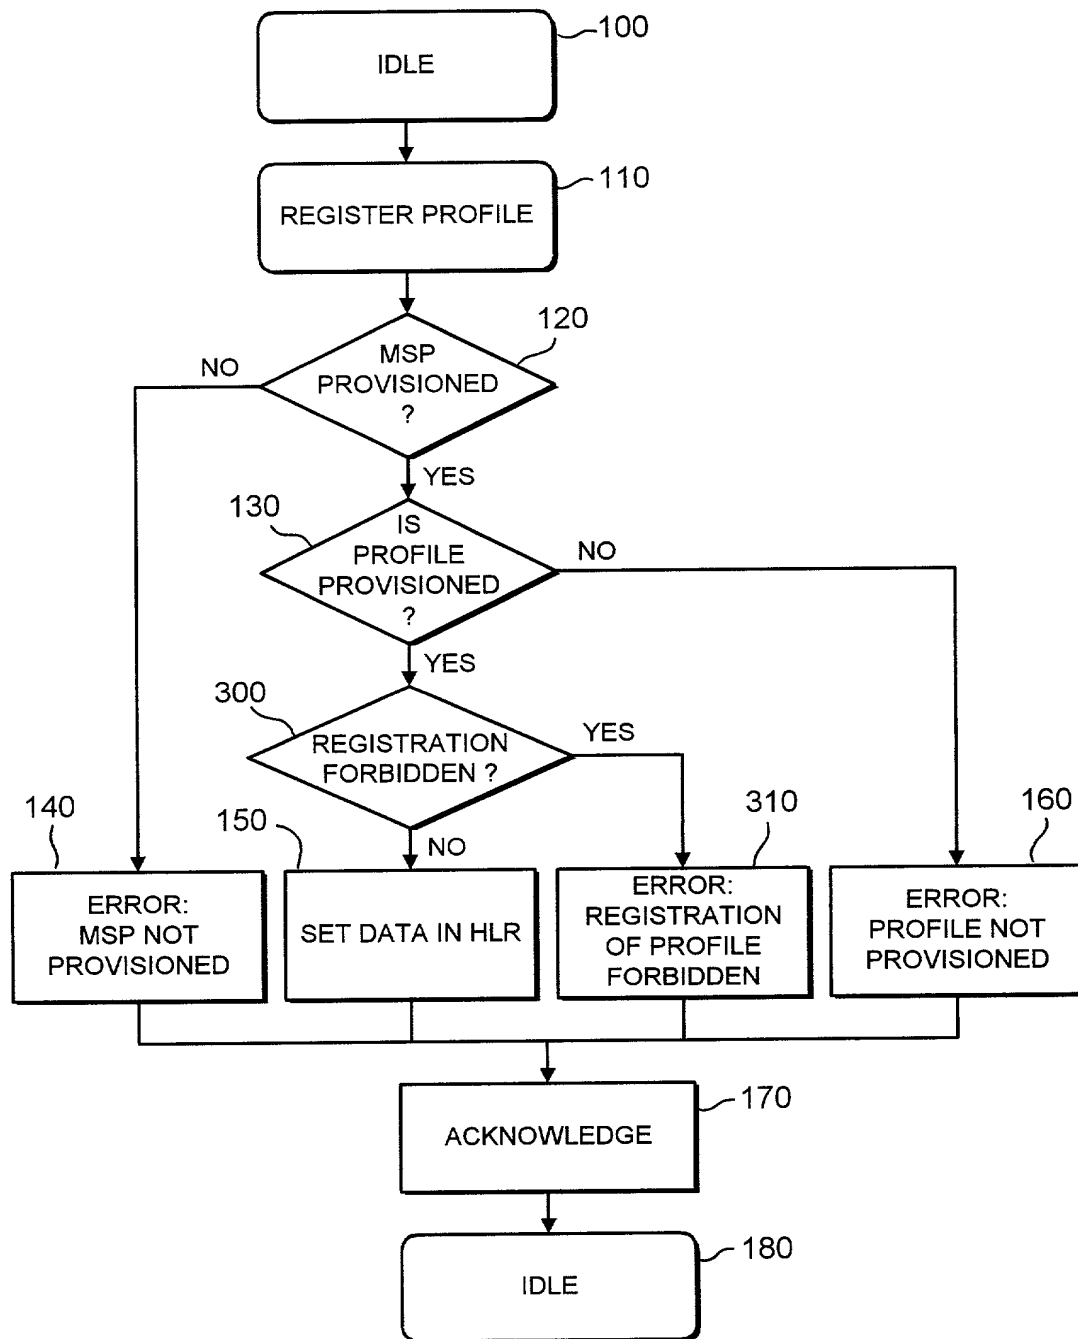 100
IDLE
110
REGISTER PROFILE
120
NO
MSP
PROVISIONED
?
YES
130
IS
PROFILE
PROVISIONED
?
NO
YES
300
REGISTRATION
FORBIDDEN ?
YES
NO
140
ERROR:
MSP NOT
PROVISIONED
150
SET DATA IN HLR
310
ERROR:
REGISTRATION
OF PROFILE
FORBIDDEN
160
ERROR:
PROFILE NOT
PROVISIONED
170
ACKNOWLEDGE
180
IDLE